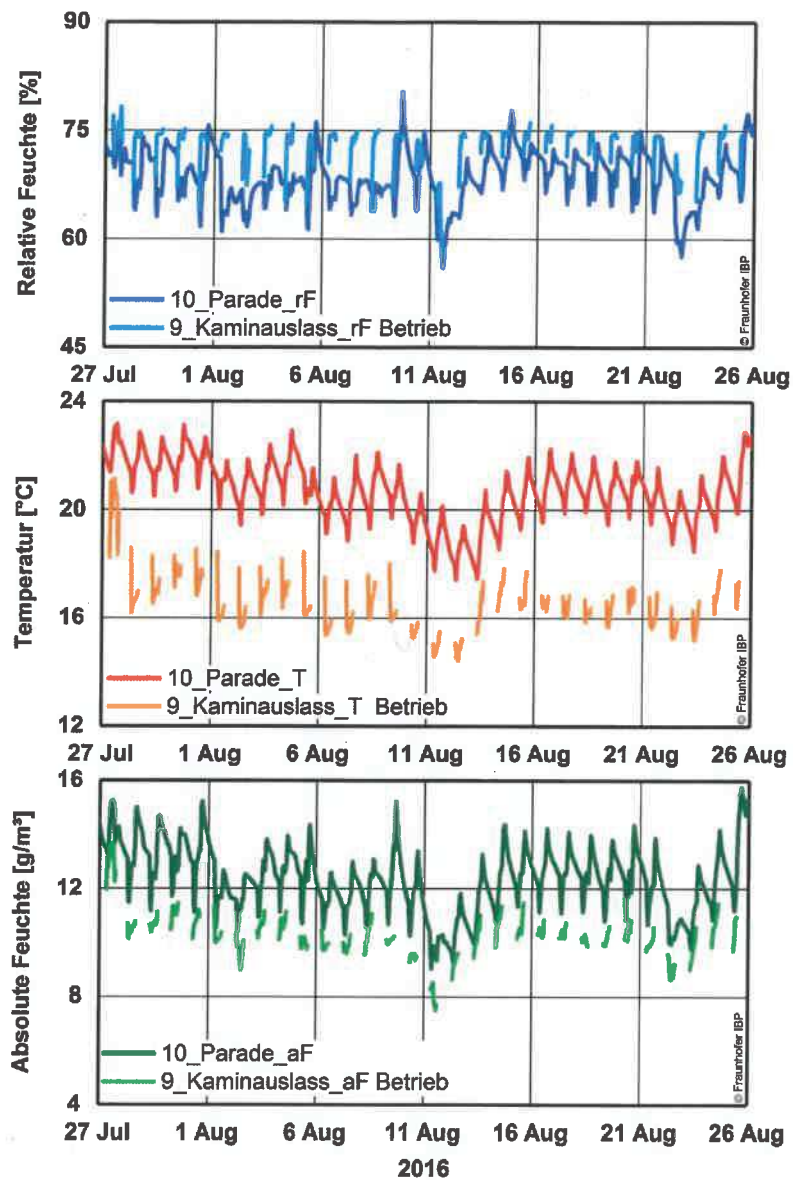 90
75
60
45
Relative Feuchte [%]
10_Parade_rF
9_Kaminauslass_rF Betrieb
© Fraunhofer IBP
27 Jul 1 Aug 6 Aug 11 Aug 16 Aug 21 Aug 26 Aug
24
20
16
12
Temperatur [°C]
10_Parade_T
9_Kaminauslass_T Betrieb
© Fraunhofer IBP
27 Jul 1 Aug 6 Aug 11 Aug 16 Aug 21 Aug 26 Aug
16
12
8
4
Absolute Feuchte [g/m³]
10_Parade_aF
9_Kaminauslass_aF Betrieb
© Fraunhofer IBP
27 Jul 1 Aug 6 Aug 11 Aug 16 Aug 21 Aug 26 Aug
2016